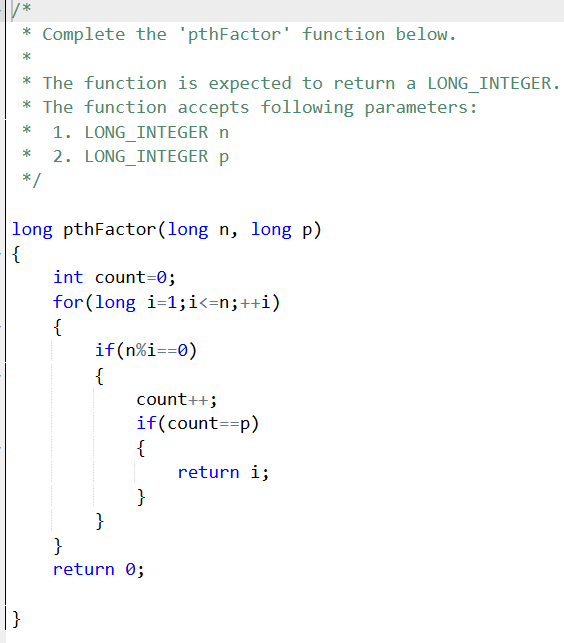 /*
 * Complete the 'pthFactor' function below.
 *
 * The function is expected to return a LONG_INTEGER.
 * The function accepts following parameters:
 *  1. LONG_INTEGER n
 *  2. LONG_INTEGER p
 */

long pthFactor(long n, long p)
{
    int count=0;
    for(long i=1;i<=n;++i)
    {
        if(n%i==0)
        {
            count++;
            if(count==p)
            {
                return i;
            }
        }
    }
    return 0;

}